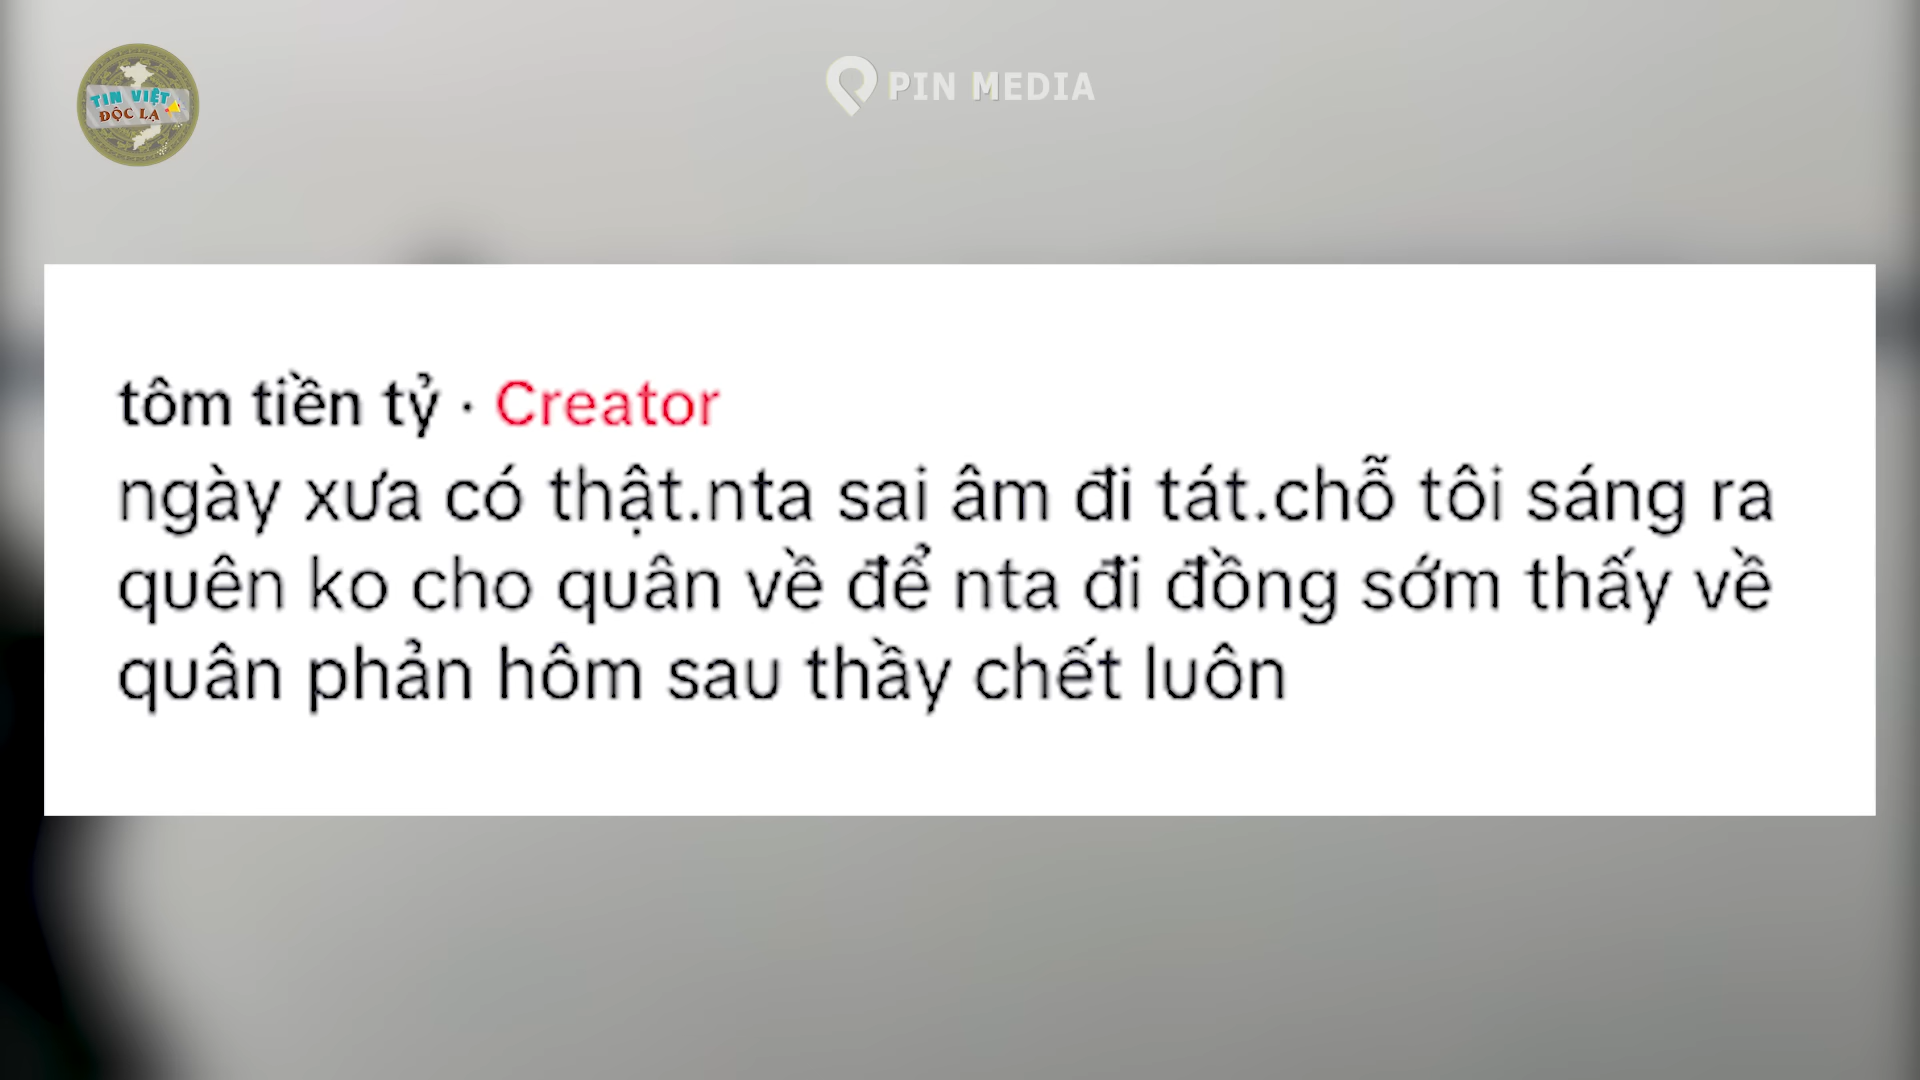 TIN VIỆT
ĐỘC LẠ
PIN MEDIA
tôm tiền tỷ · Creator
ngày xưa có thật.nta sai âm đi tát.chỗ tôi sáng ra
quên ko cho quân về để nta đi đồng sớm thấy về
quân phản hôm sau thầy chết luôn